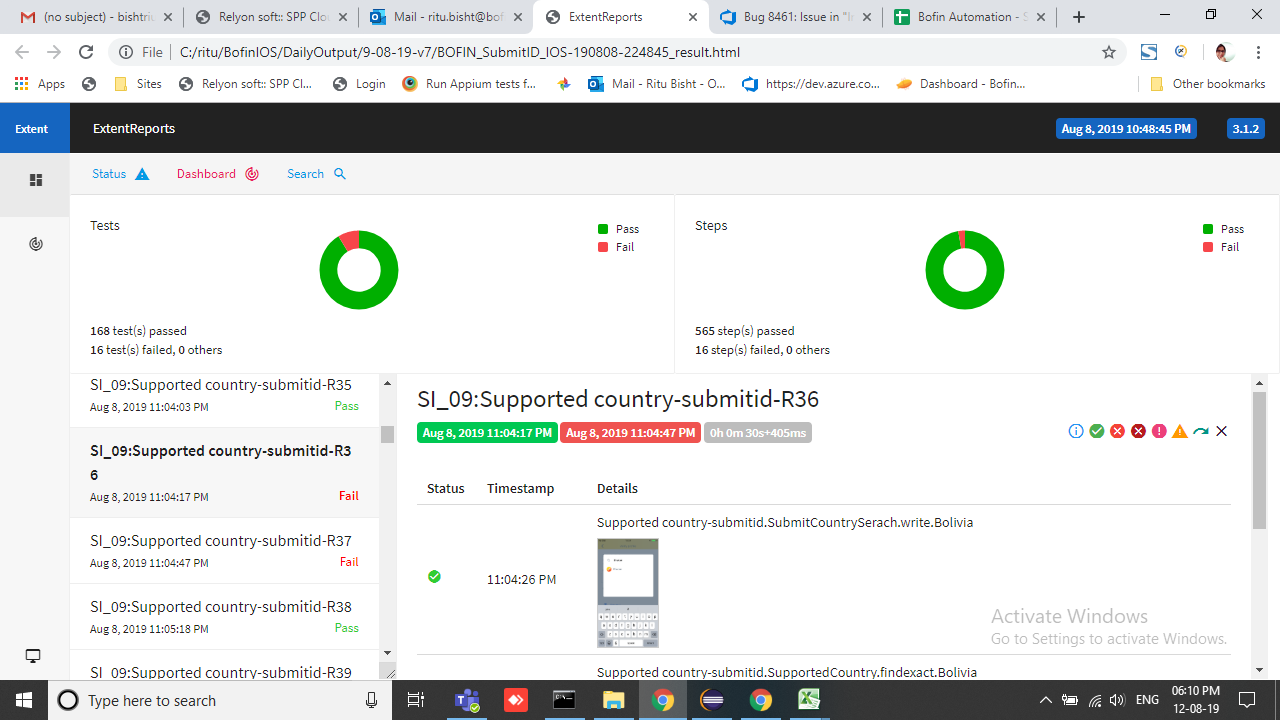 (no subject) - bishtriu
Relyon soft:: SPP Clou
Mail - ritu.bisht@bof
ExtentReports
Bug 8461: Issue in "In
Bofin Automation - S
File
C:/ritu/BofinIOS/DailyOutput/9-08-19-v7/BOFIN_SubmitID_IOS-190808-224845_result.html
Apps
Sites
Relyon soft:: SPP Cl...
Login
Run Appium tests f...
Mail - Ritu Bisht - O...
https://dev.azure.co...
Dashboard - Bofin...
Other bookmarks
Extent
ExtentReports
Aug 8, 2019 10:48:45 PM
3.1.2
Status
Dashboard
Search
Tests
Pass
Fail
168 test(s) passed
16 test(s) failed, 0 others
Steps
Pass
Fail
565 step(s) passed
16 step(s) failed, 0 others
SI_09:Supported country-submitid-R35
Aug 8, 2019 11:04:03 PM
Pass
SI_09:Supported country-submitid-R3
6
Aug 8, 2019 11:04:17 PM
Fail
SI_09:Supported country-submitid-R37
Aug 8, 2019 11:04:47 PM
Fail
SI_09:Supported country-submitid-R38
Aug 8, 2019 11:05:18 PM
Pass
SI_09:Supported country-submitid-R39
SI_09:Supported country-submitid-R36
Aug 8, 2019 11:04:17 PM
Aug 8, 2019 11:04:47 PM
0h 0m 30s+405ms
Status
Timestamp
Details
Supported country-submitid.SubmitCountrySerach.write.Bolivia
11:04:26 PM
Supported country-submitid.SupportedCountry.findexact.Bolivia
Activate Windows
Go to Settings to activate Windows.
Type here to search
ENG
06:10 PM
12-08-19